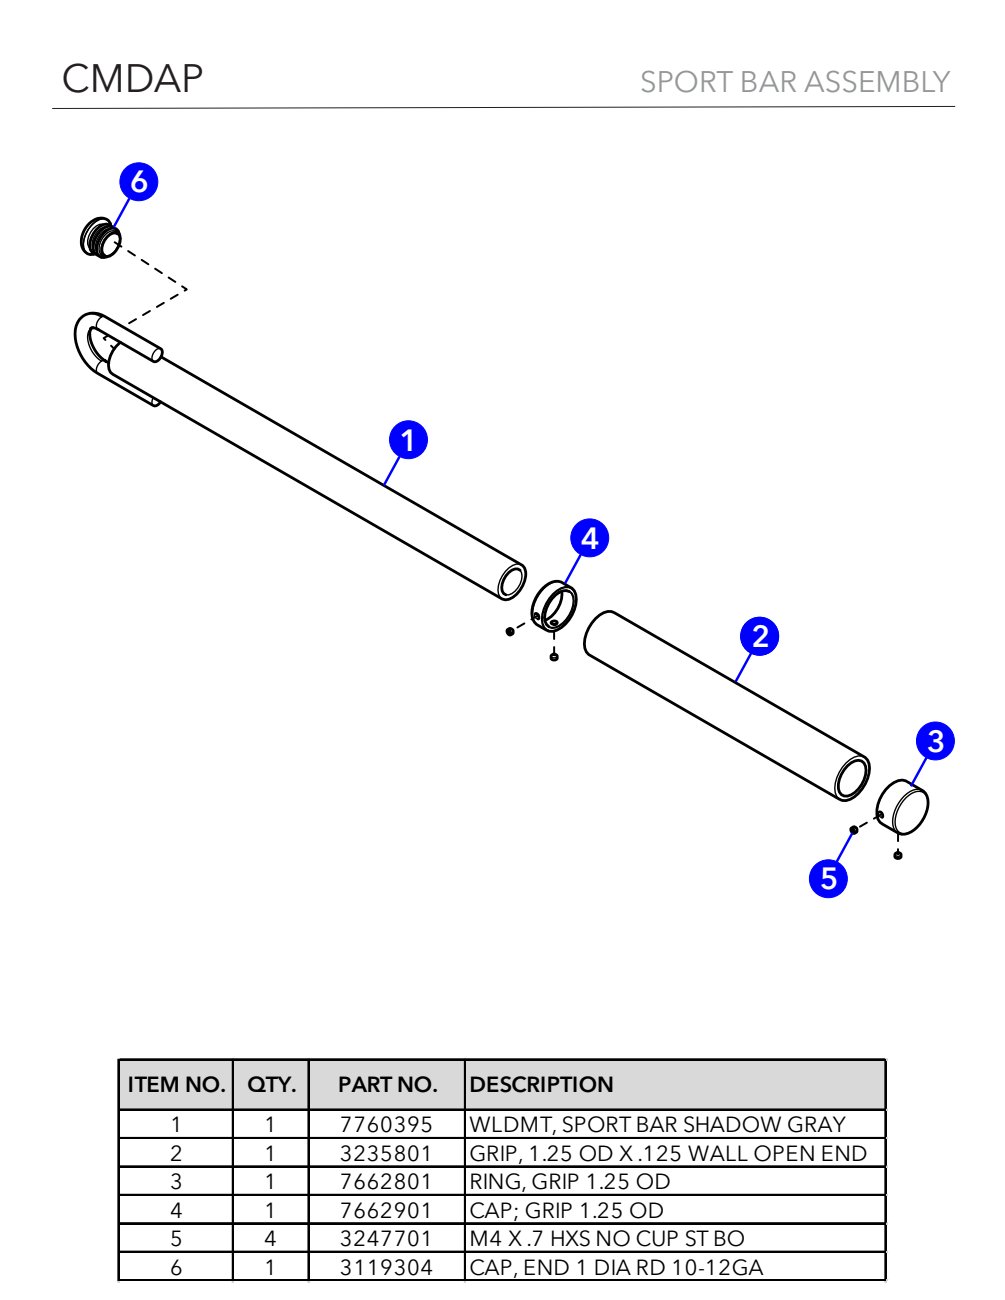 CMDAP
SPORT BAR ASSEMBLY
6
1
4
2
3
5
ITEM NO. QTY. PART NO. DESCRIPTION
1 1 7760395 WLDMT, SPORT BAR SHADOW GRAY
2 1 3235801 GRIP, 1.25 OD X .125 WALL OPEN END
3 1 7662801 RING, GRIP 1.25 OD
4 1 7662901 CAP; GRIP 1.25 OD
5 4 3247701 M4 X .7 HXS NO CUP ST BO
6 1 3119304 CAP, END 1 DIA RD 10-12GA